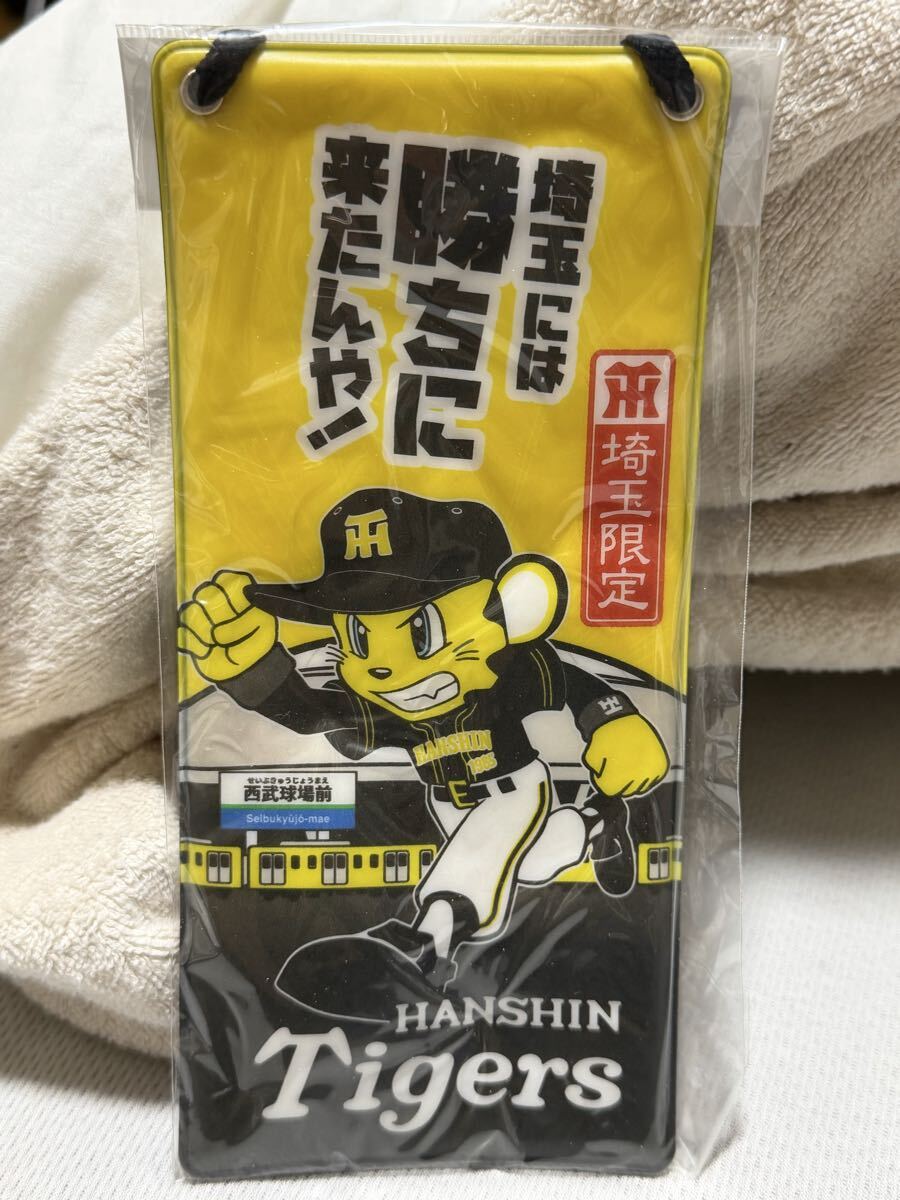 埼玉には
勝ちに
来たんや!
埼玉限定
HANSHIN
1985
せいぶきゅうじょうまえ
西武球場前
Seibukyūjō-mae
HANSHIN
Tigers